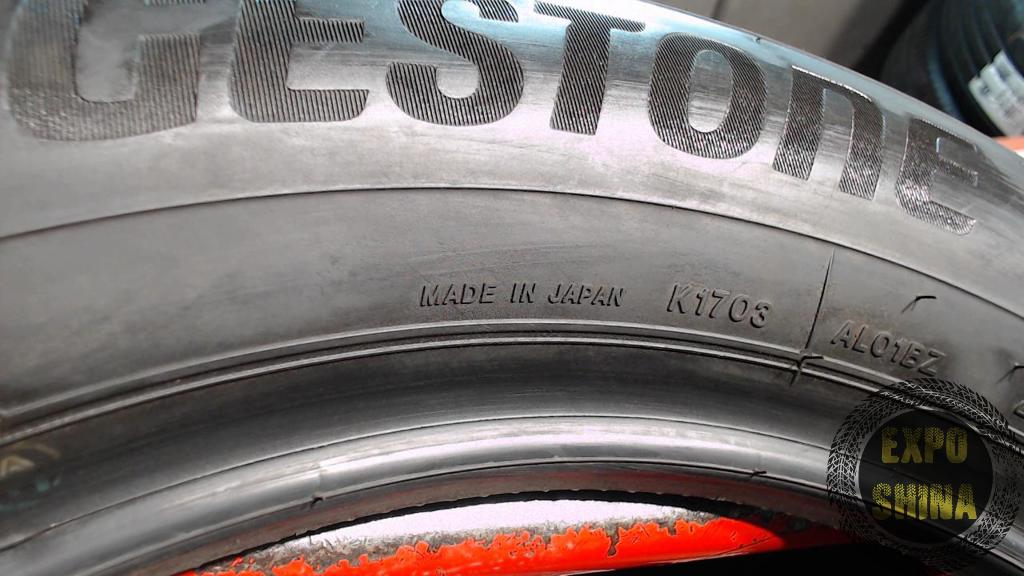 GESTONE
MADE IN JAPAN K1703
AL01BZ
EXPO
SHINA